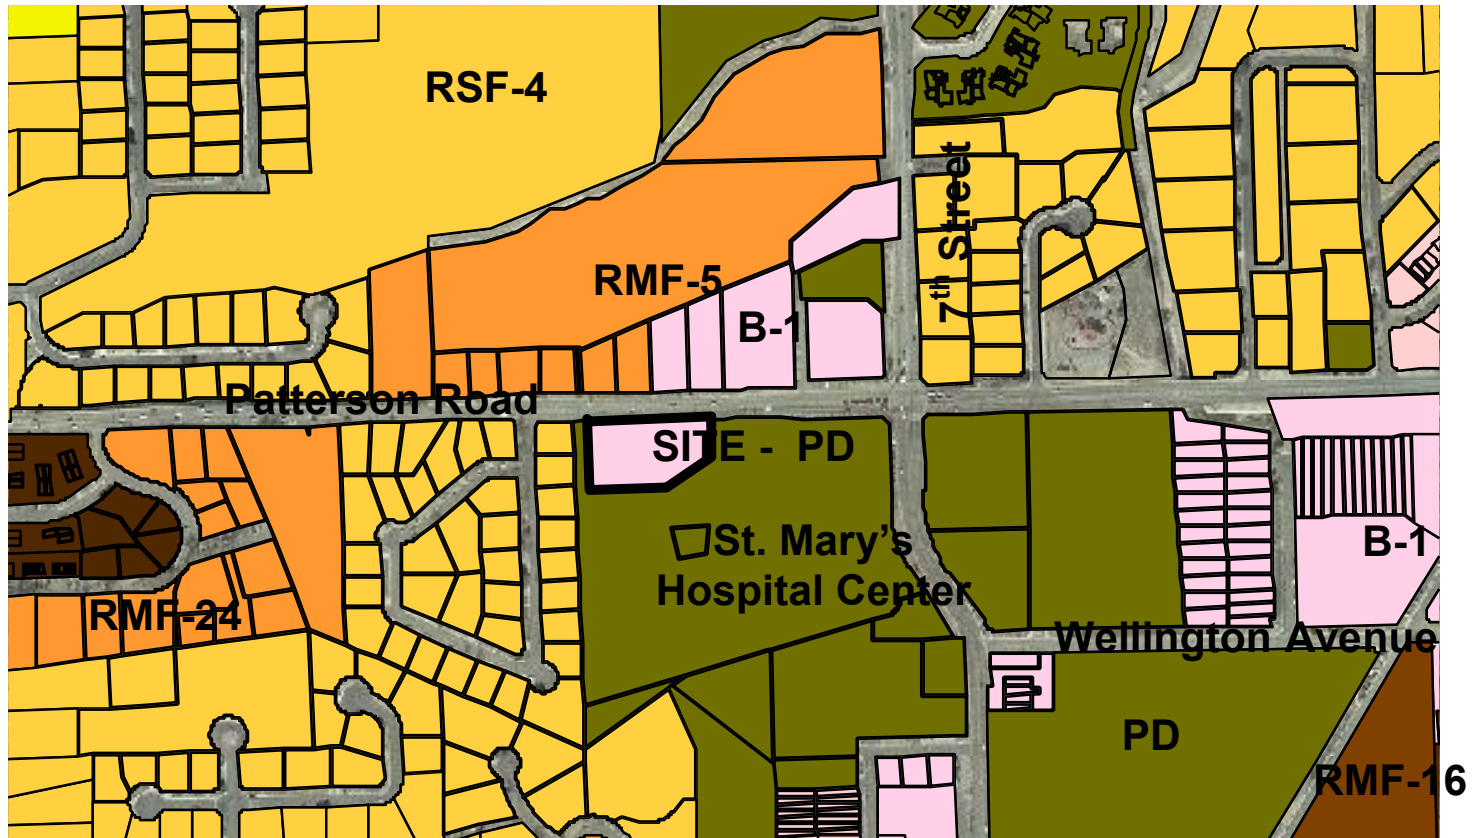 RSF-4
7th Street
RMF-5
B-1
Patterson Road
SITE - PD
St. Mary's
Hospital Center
B-1
RMF-24
Wellington Avenue
PD
RMF-16